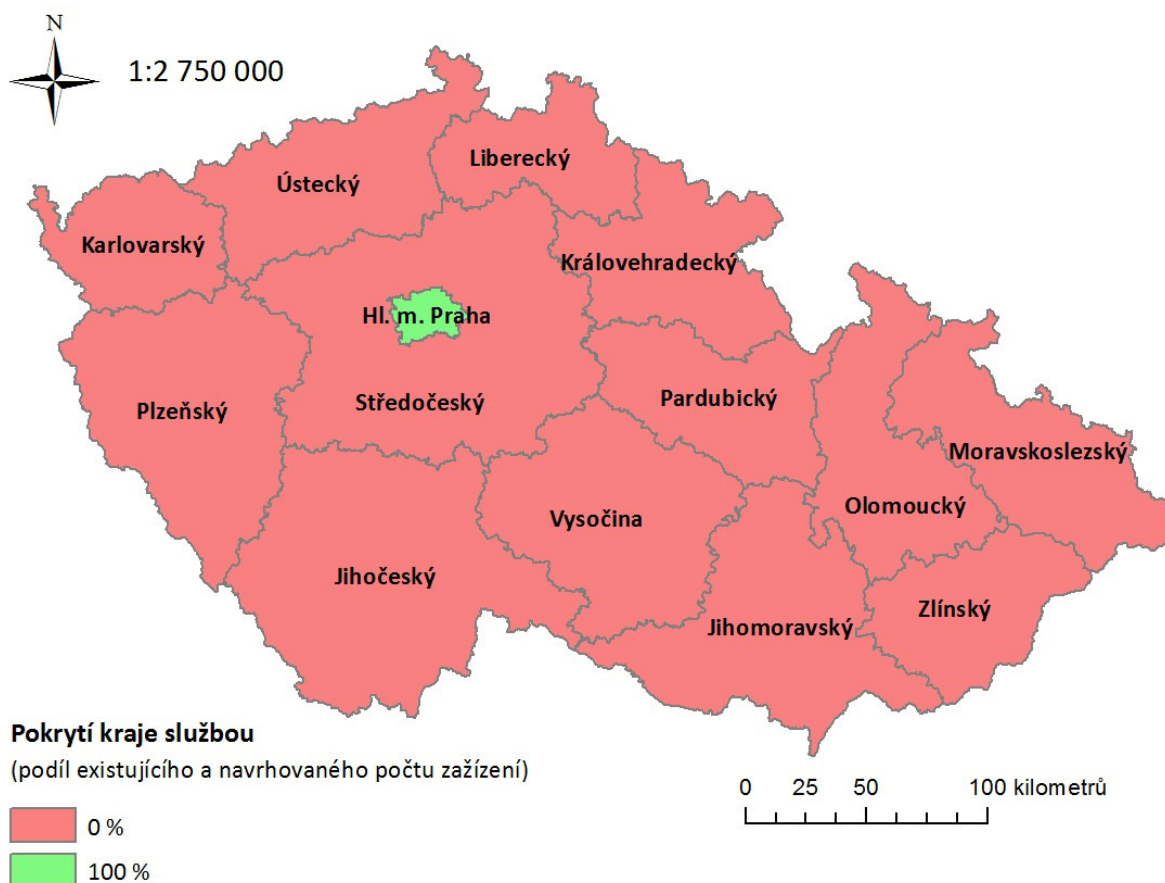 N
1:2 750 000
Liberecký
Ústecký
Karlovarský
Královehradecký
Hl. m. Praha
Plzeňský
Středočeský
Pardubický
Moravskoslezský
Olomoucký
Vysočina
Jihočeský
Zlínský
Jihomoravský
Pokrytí kraje službou
(podíl existujícího a navrhovaného počtu zažízení)
0 %
100 %
0 25 50 100 kilometrů